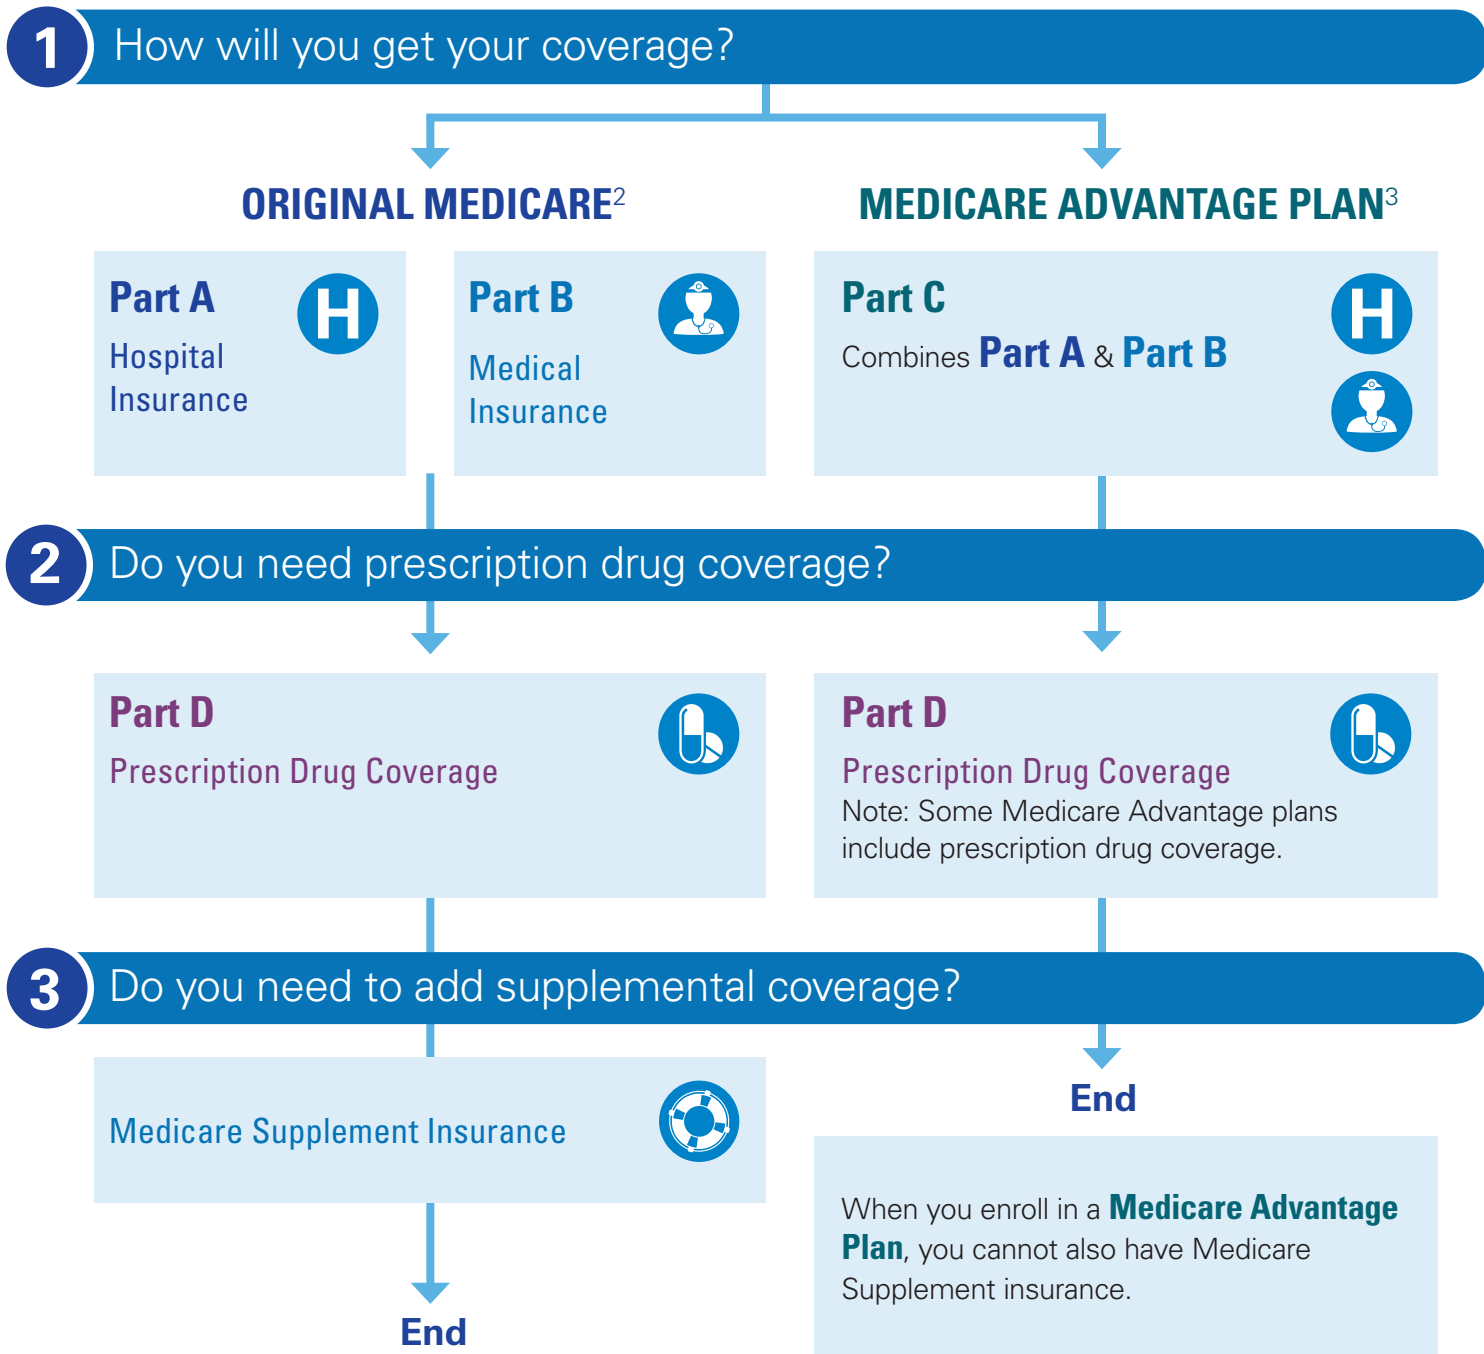 1 How will you get your coverage?
ORIGINAL MEDICARE2
MEDICARE ADVANTAGE PLAN3
Part A
Hospital
Insurance
H
Part B
Medical
Insurance
Part C
Combines Part A & Part B
H
2 Do you need prescription drug coverage?
Part D
Prescription Drug Coverage
Part D
Prescription Drug Coverage
Note: Some Medicare Advantage plans
include prescription drug coverage.
3 Do you need to add supplemental coverage?
Medicare Supplement Insurance
End
End
When you enroll in a Medicare Advantage
Plan, you cannot also have Medicare
Supplement insurance.